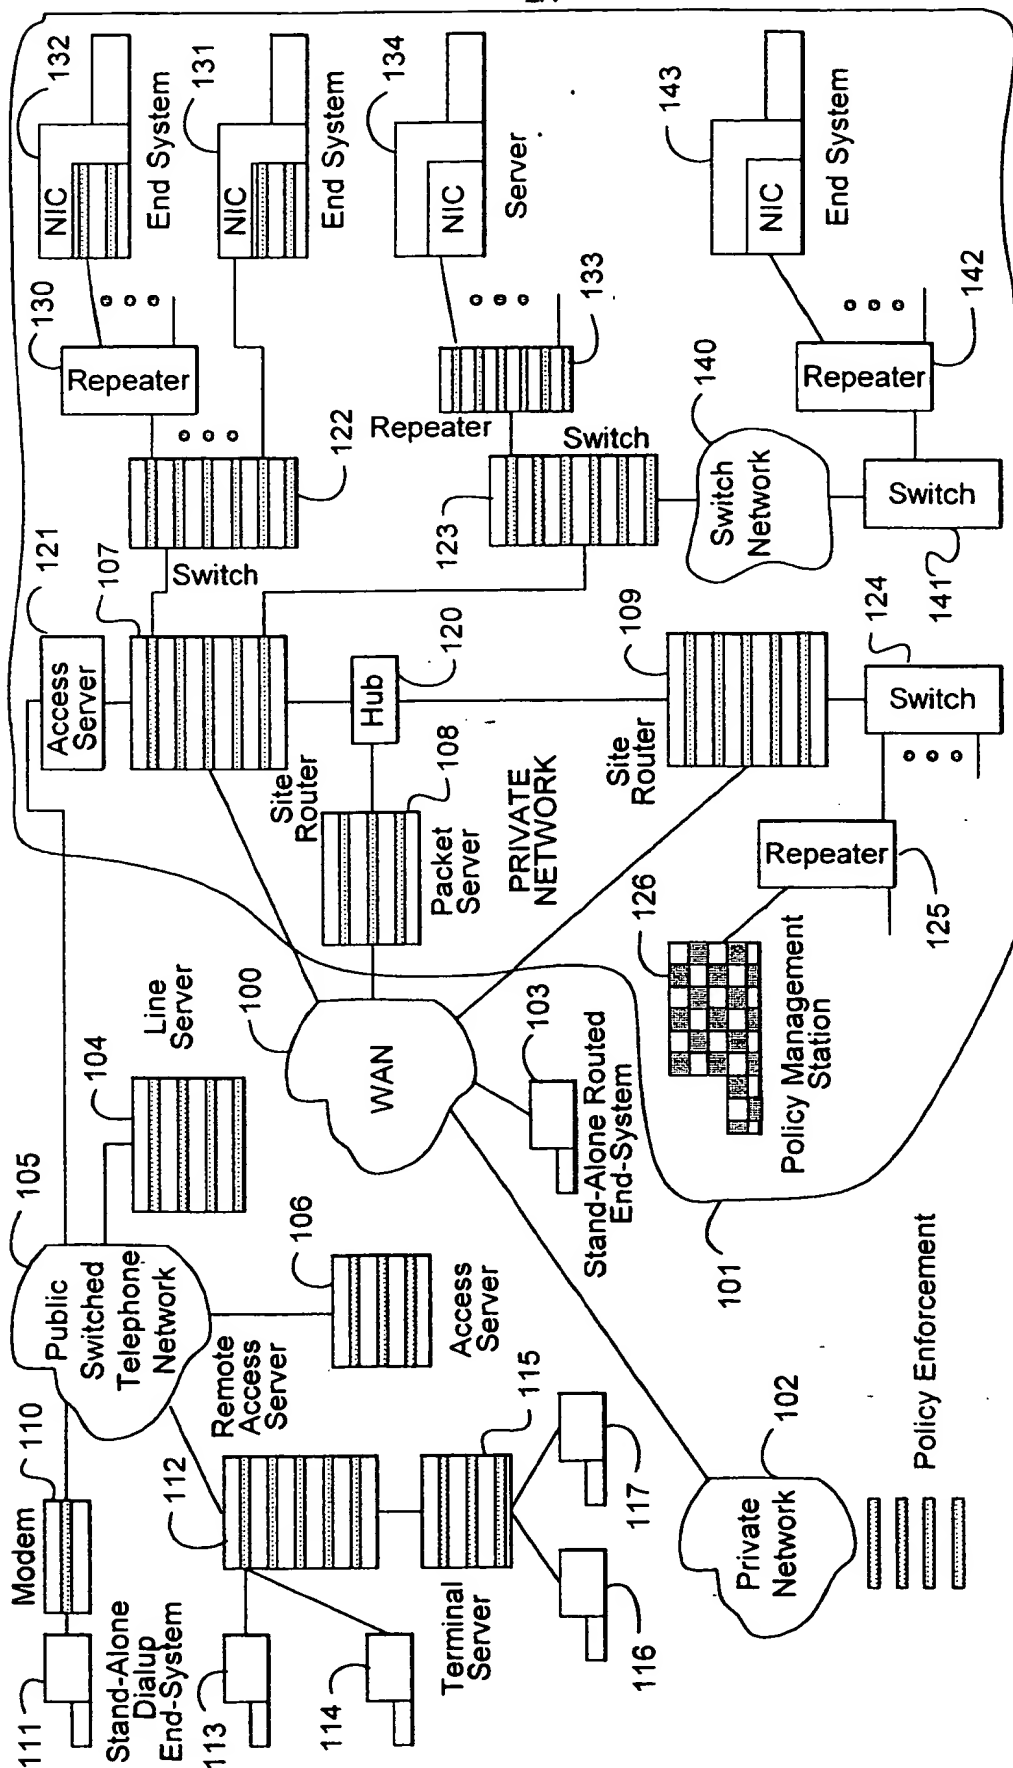 111
Stand-Alone
Dialup
End-System
Modem
110
105
Public
Switched
Telephone
Network
104
Line
Server
121
Access
Server
107
Site
Router
Switch
122
130
Repeater
132
NIC
End System
131
NIC
End System
113
114
112
Remote
Access
Server
106
Access
Server
Terminal
Server
115
116
117
100
WAN
103
Stand-Alone Routed
End-System
108
Packet
Server
Hub
120
PRIVATE
NETWORK
123
Switch
Repeater
133
134
NIC
Server
102
Private
Network
101
126
Policy Management
Station
Repeater
125
109
Site
Router
Switch
124
140
Switch
Network
Switch
141
Repeater
142
143
NIC
End System
Policy Enforcement